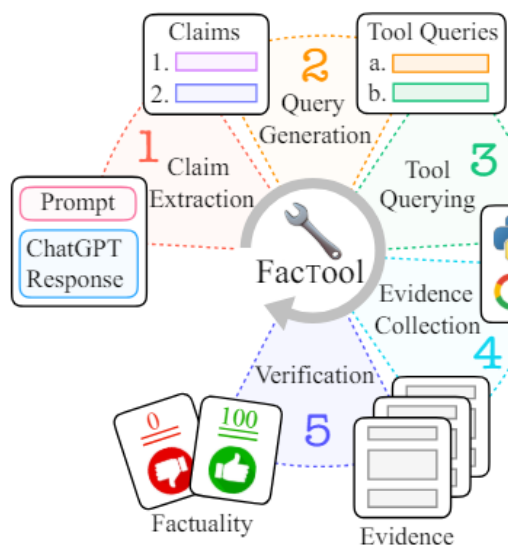 Claims
1.
2.
Tool Queries
a.
b.
2
Query
Generation
1
Claim
Extraction
3
Tool
Querying
Prompt
ChatGPT
Response
FacTool
Evidence
Collection
4
Verification
5
0
100
Factuality
Evidence